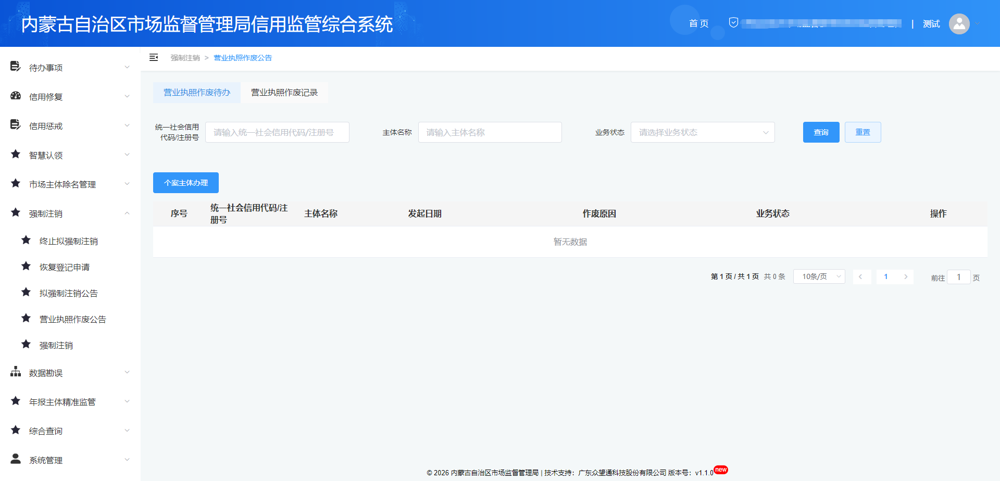 内蒙古自治区市场监督管理局信用监管综合系统
首页
| 测试
待办事项
信用修复
信用惩戒
智慧认领
市场主体除名管理
强制注销
终止拟强制注销
恢复登记申请
拟强制注销公告
营业执照作废公告
强制注销
数据勘误
年报主体精准监管
综合查询
系统管理
强制注销 > 营业执照作废公告
营业执照作废待办 营业执照作废记录
统一社会信用
代码/注册号
请输入统一社会信用代码/注册号
主体名称 请输入主体名称
业务状态 请选择业务状态
查询 重置
个案主体办理
序号 统一社会信用代码/注
册号
主体名称 发起日期 作废原因 业务状态 操作
暂无数据
第 1 页 / 共 1 页 共 0 条 10条/页 1 前往 1 页
© 2026 内蒙古自治区市场监督管理局 | 技术支持：广东众望通科技股份有限公司 版本号：v1.1.0 new